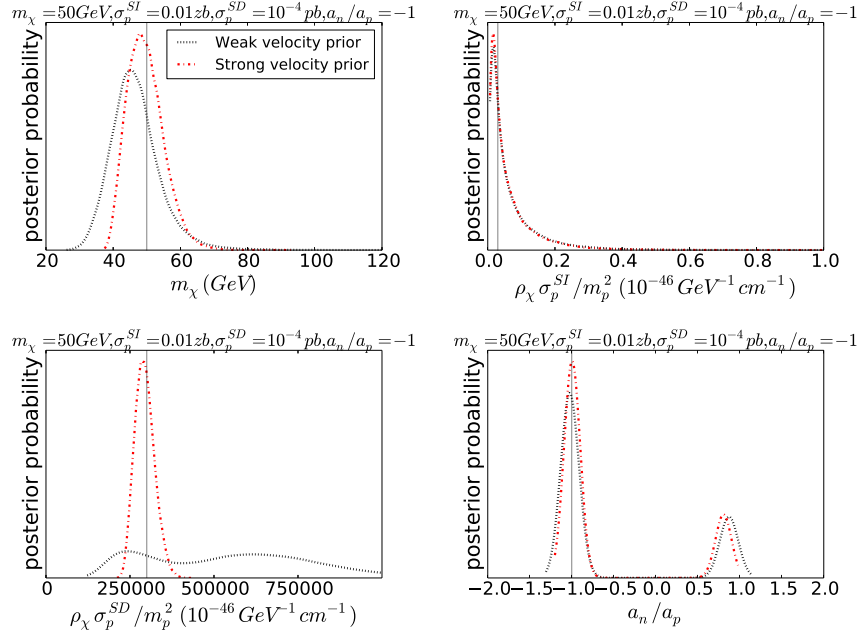 m_χ=50GeV,σ_p^{SI}=0.01zb,σ_p^{SD}=10^{-4}pb,a_n/a_p=−1
Weak velocity prior
Strong velocity prior
posterior probability
20 40 60 80 100 120
m_χ (GeV)
m_χ=50GeV,σ_p^{SI}=0.01zb,σ_p^{SD}=10^{-4}pb,a_n/a_p=−1
posterior probability
0.0 0.2 0.4 0.6 0.8 1.0
ρ_χ σ_p^{SI}/m_p^2 (10^{-46} GeV^{-1} cm^{-1})
m_χ=50GeV,σ_p^{SI}=0.01zb,σ_p^{SD}=10^{-4}pb,a_n/a_p=−1
posterior probability
0 250000 500000 750000
ρ_χ σ_p^{SD}/m_p^2 (10^{-46} GeV^{-1} cm^{-1})
m_χ=50GeV,σ_p^{SI}=0.01zb,σ_p^{SD}=10^{-4}pb,a_n/a_p=−1
posterior probability
−2.0 −1.5 −1.0 −0.5 0.0 0.5 1.0 1.5 2.0
a_n/a_p